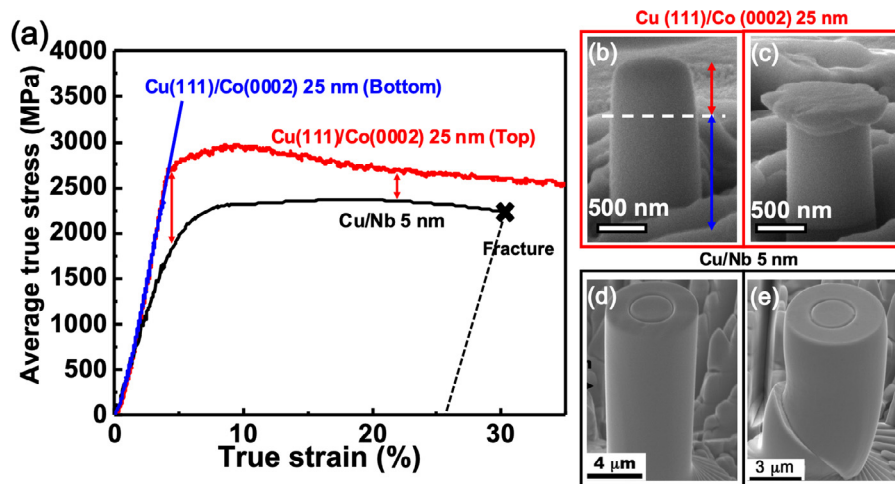 (a)
Average true stress (MPa)
4000
3500
3000
2500
2000
1500
1000
500
0
Cu(111)/Co(0002) 25 nm (Bottom)
Cu(111)/Co(0002) 25 nm (Top)
Cu/Nb 5 nm
Fracture
0 10 20 30
True strain (%)
Cu (111)/Co (0002) 25 nm
(b)
500 nm
(c)
500 nm
Cu/Nb 5 nm
(d)
4 μm
(e)
3 μm